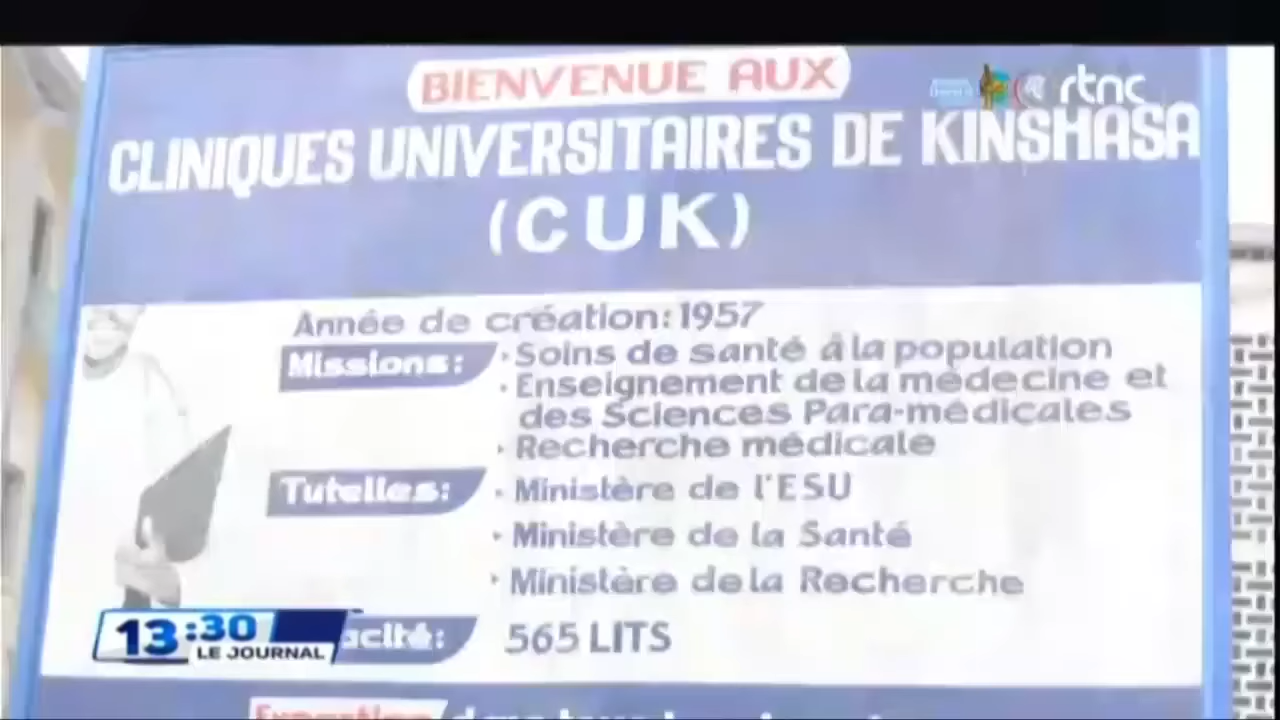 BIENVENUE AUX
rtnc
CLINIQUES UNIVERSITAIRES DE KINSHASA
(CUK)
Année de création: 1957
Missions: • Soins de santé à la population
• Enseignement de la médecine et
des Sciences Para-médicales
• Recherche médicale
Tutelles: • Ministère de l'ESU
• Ministère de la Santé
• Ministère de la Recherche
acité: 565 LITS
13:30
LE JOURNAL